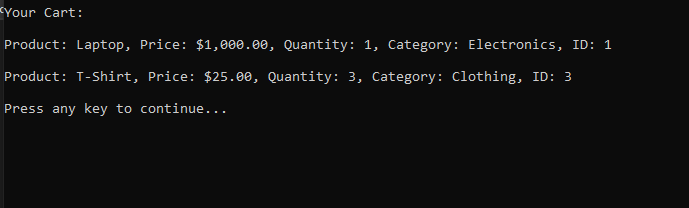 Your Cart:
Product: Laptop, Price: $1,000.00, Quantity: 1, Category: Electronics, ID: 1
Product: T-Shirt, Price: $25.00, Quantity: 3, Category: Clothing, ID: 3
Press any key to continue...